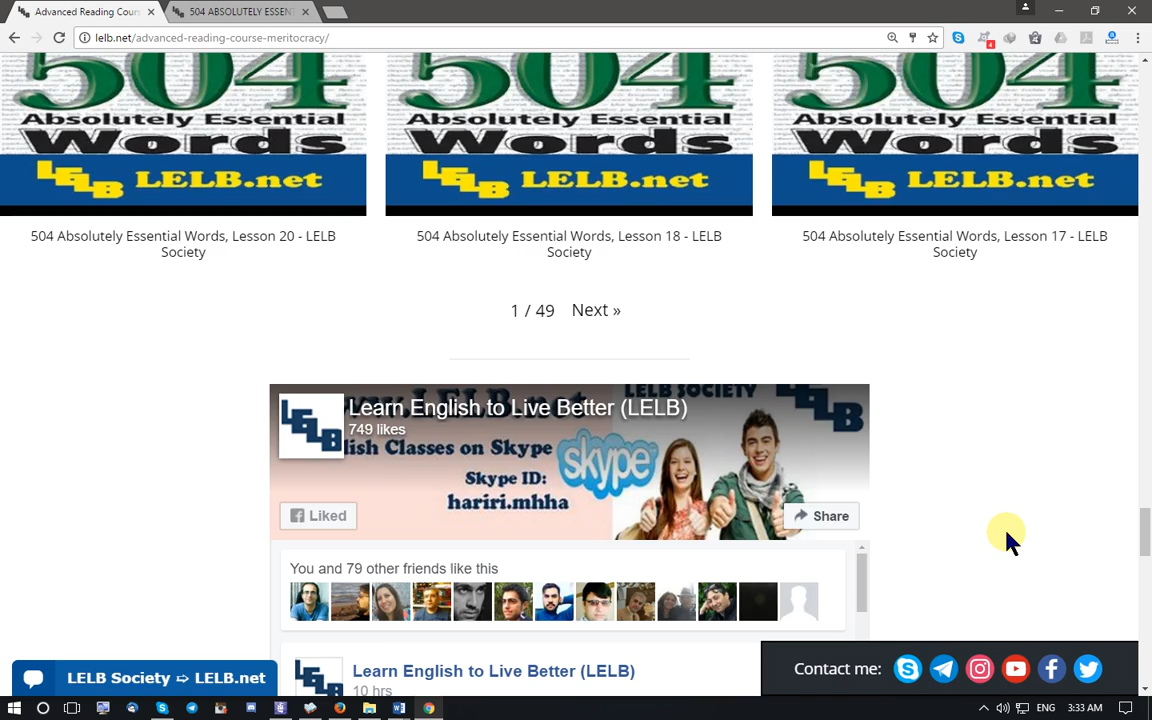 Advanced Reading Cour
504 ABSOLUTELY ESSENT
lelb.net/advanced-reading-course-meritocracy/
4
504 504 504
Absolutely Essential Absolutely Essential Absolutely Essential
Words Words Words
LELB LELB.net LELB LELB.net LELB LELB.net
504 Absolutely Essential Words, Lesson 20 - LELB
Society
504 Absolutely Essential Words, Lesson 18 - LELB
Society
504 Absolutely Essential Words, Lesson 17 - LELB
Society
1 / 49 Next »
LELB SOCIETY
LELB
Learn English to Live Better (LELB)
749 likes
lish Classes on Skype
skype
Skype ID:
hariri.mhha
Liked
Share
You and 79 other friends like this
Learn English to Live Better (LELB)
10 hrs
LELB Society ➩ LELB.net
Contact me:
ENG 3:33 AM